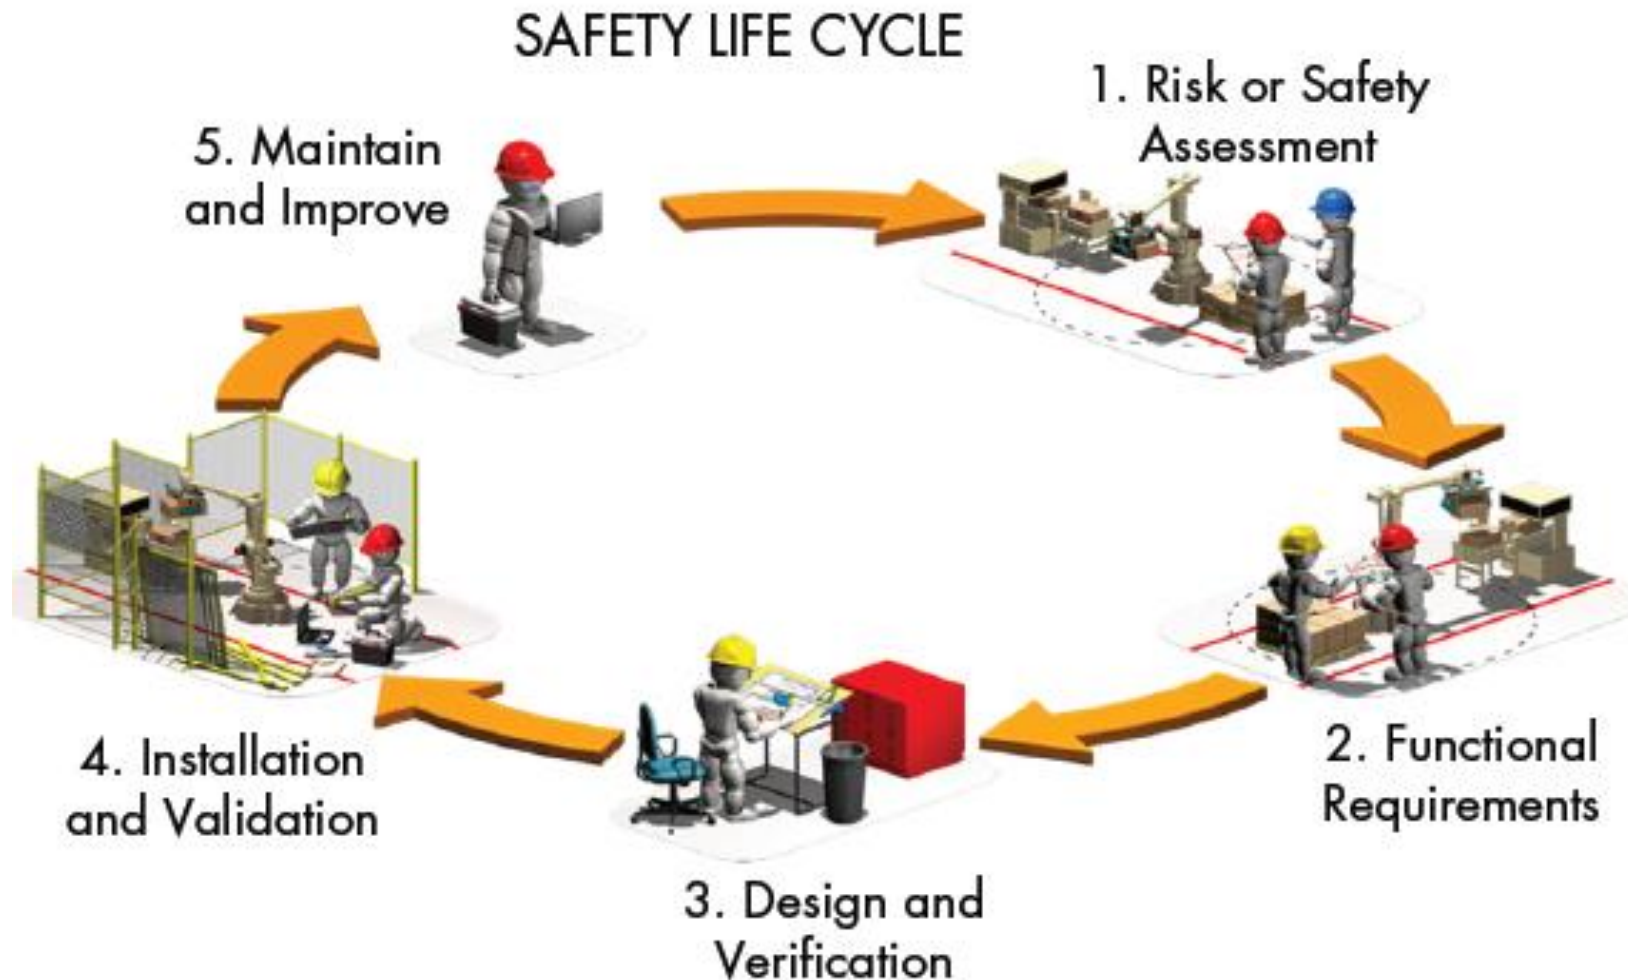 SAFETY LIFE CYCLE
1. Risk or Safety
Assessment
2. Functional
Requirements
3. Design and
Verification
4. Installation
and Validation
5. Maintain
and Improve